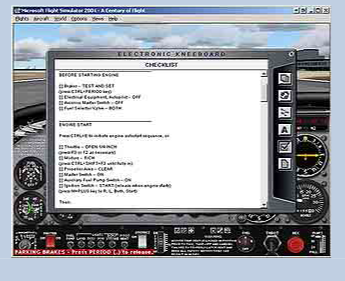 Microsoft Flight Simulator 2004 - A Century of Flight
Flights Aircraft World Options Views Help
ELECTRONIC KNEEBOARD
CHECKLIST
BEFORE STARTING ENGINE
Brakes - TEST AND SET
(press CTRL+PERIOD key)
Electrical Equipment, Autopilot - OFF
Avionics Master Switch - OFF
Fuel Selector Valve - BOTH
ENGINE START
Press CTRL+E to initiate engine autostart sequence, or
Throttle - OPEN 1/4 INCH
(press F3 or F2 as necessary)
Mixture - RICH
(press CTRL+SHIFT+F3 until fully in)
Propeller Area - CLEAR
Master Switch - ON
Auxiliary Fuel Pump Switch - ON
Ignition Switch - START (release when engine starts)
(press M+PLUS key to R, L, Both, Start)
PARKING BRAKES - Press PERIOD (.) to release.